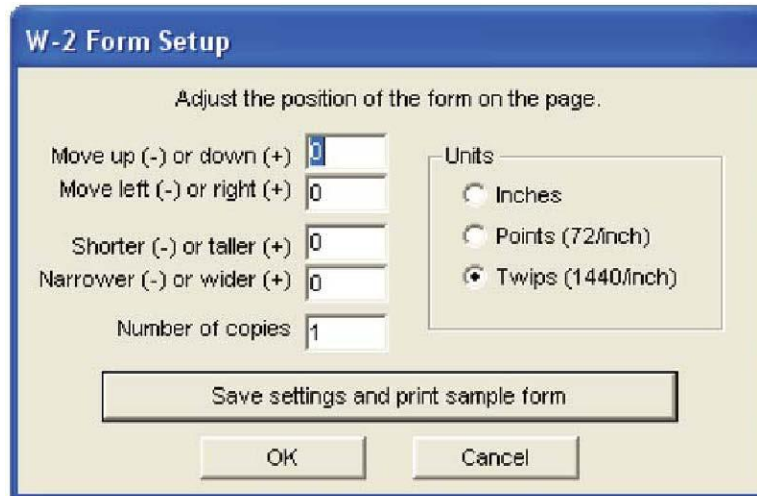 W-2 Form Setup
Adjust the position of the form on the page.
Move up (-) or down (+) 0
Move left (-) or right (+) 0
Shorter (-) or taller (+) 0
Narrower (-) or wider (+) 0
Number of copies 1
Units
Inches
Points (72/inch)
Twips (1440/inch)
Save settings and print sample form
OK Cancel